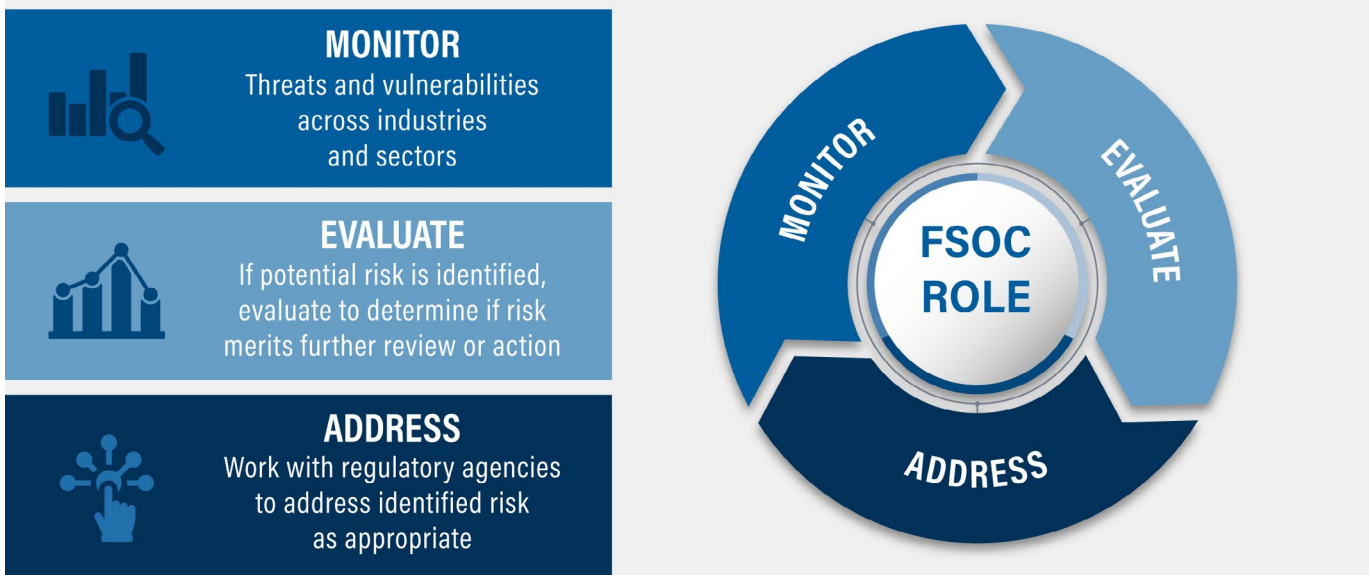 MONITOR
Threats and vulnerabilities
across industries
and sectors
EVALUATE
If potential risk is identified,
evaluate to determine if risk
merits further review or action
ADDRESS
Work with regulatory agencies
to address identified risk
as appropriate
MONITOR
EVALUATE
FSOC
ROLE
ADDRESS